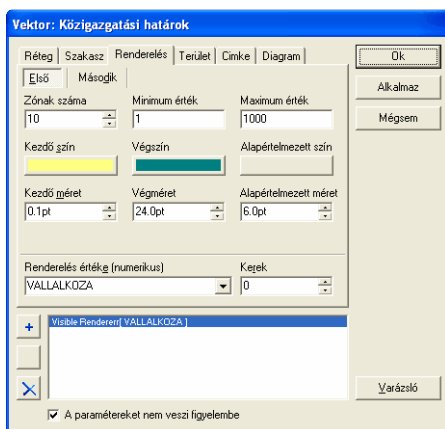 Vektor: Közigazgatási határok
Réteg Szakasz Renderelés Terület Cimke Diagram
Első Második
Zónak száma Minimum érték Maximum érték
10 1 1000
Kezdő szín Végszín Alapértelmezett szín
Kezdő méret Végméret Alapértelmezett méret
0.1pt 24.0pt 6.0pt
Renderelés értéke (numerikus) Kerek
VALLALKOZA 0
Visible Rendererr[ VALLALKOZA ]
A paramétereket nem veszi figyelembe
Ok
Alkalmaz
Mégsem
Varázsló